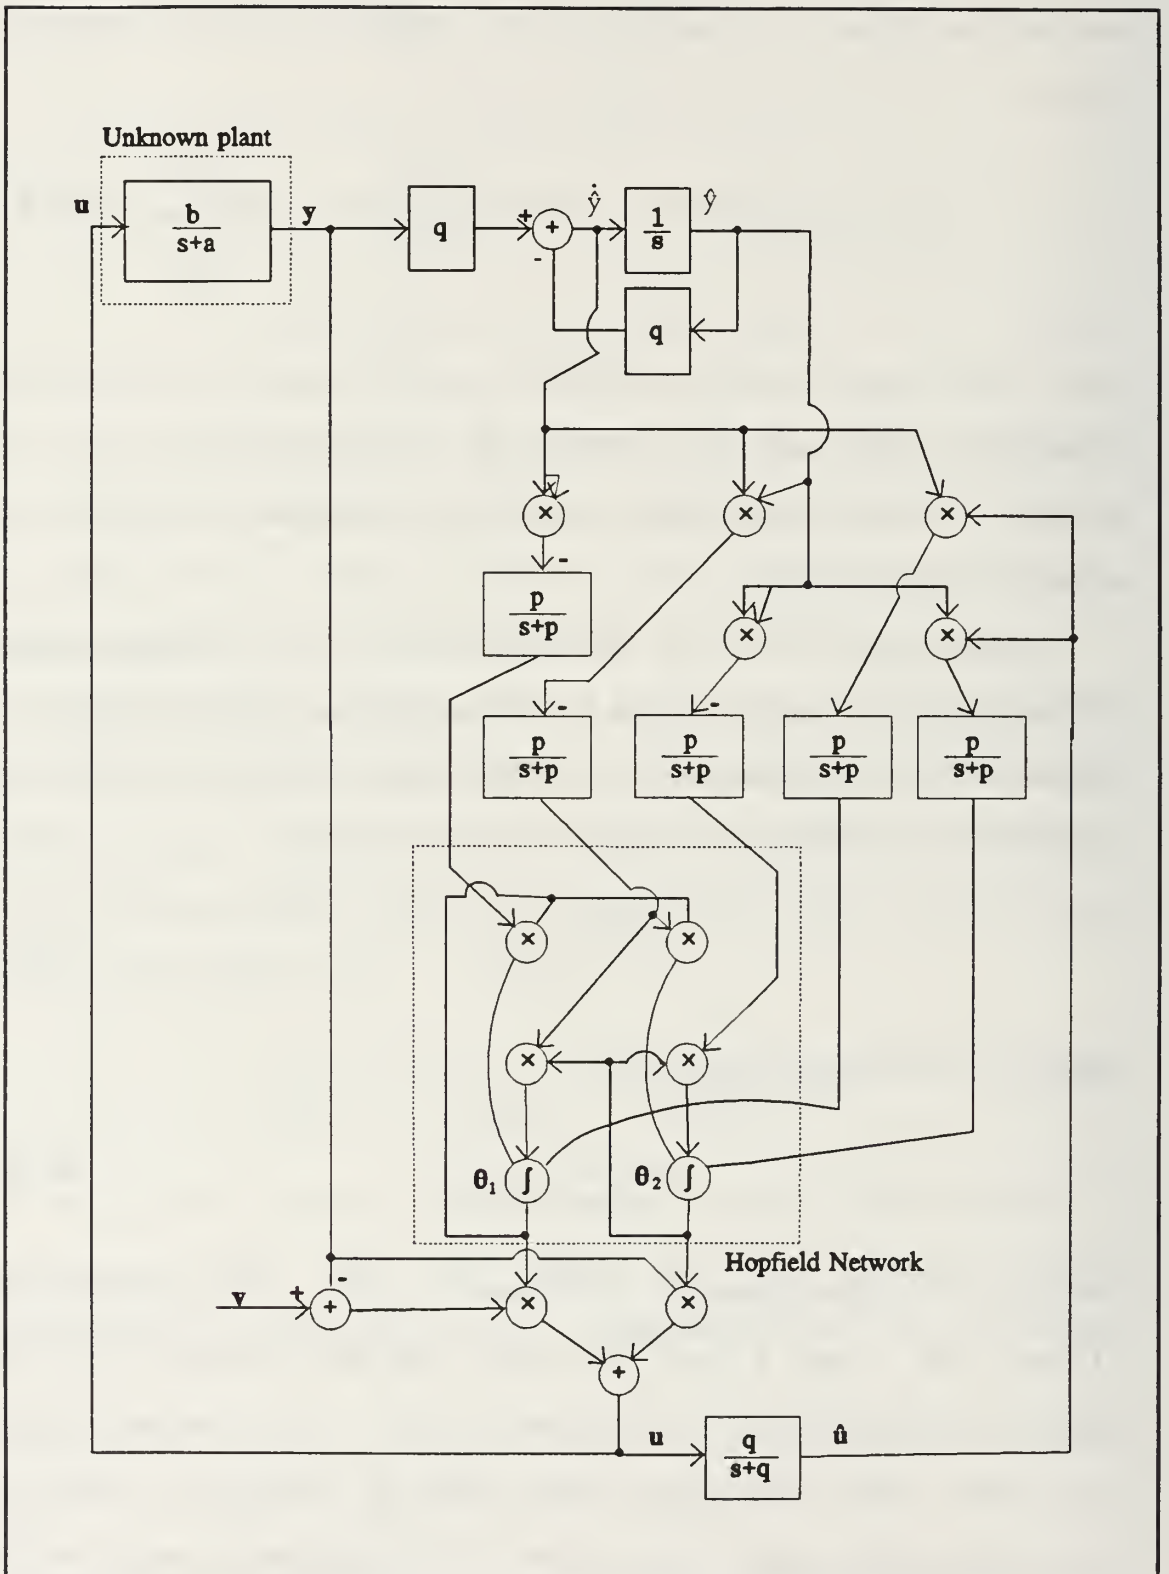 Unknown plant
u
b
s+a
y
q
+
+
-
ẏ̂
1
s
ŷ
q
×
×
×
-
p
s+p
×
×
-
p
s+p
-
p
s+p
p
s+p
p
s+p
×
×
×
×
θ₁
∫
θ₂
∫
Hopfield Network
v
+
-
+
×
×
-
+
u
q
s+q
û